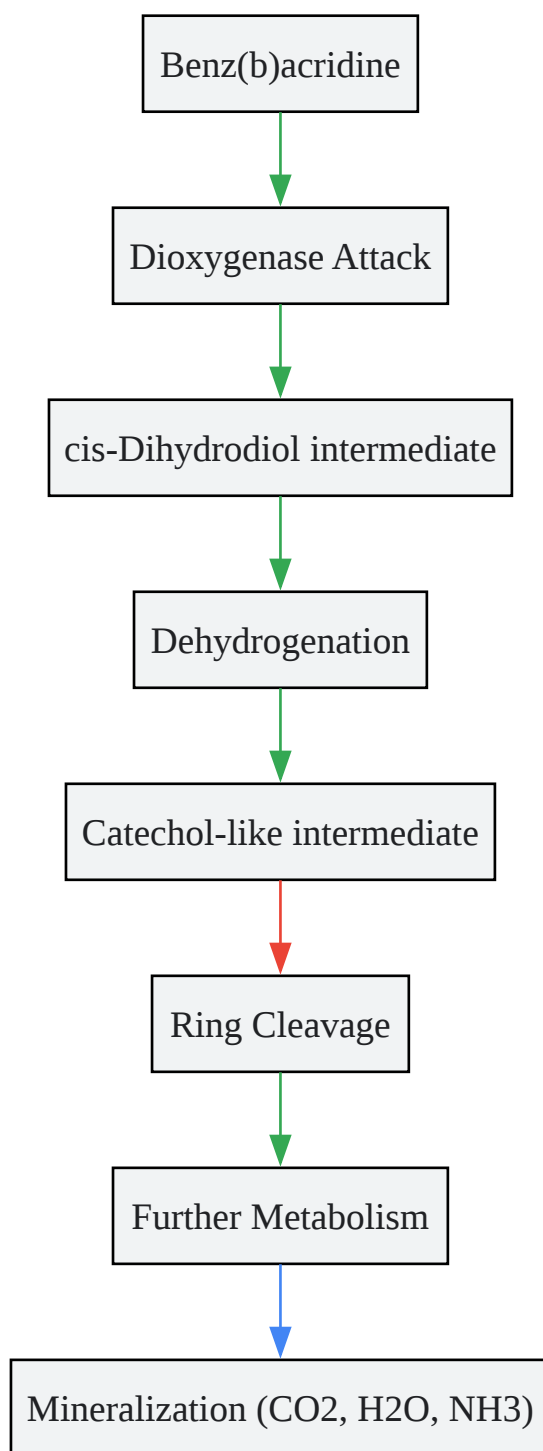 Benz(b)acridine
Dioxygenase Attack
cis-Dihydrodiol intermediate
Dehydrogenation
Catechol-like intermediate
Ring Cleavage
Further Metabolism
Mineralization (CO2, H2O, NH3)